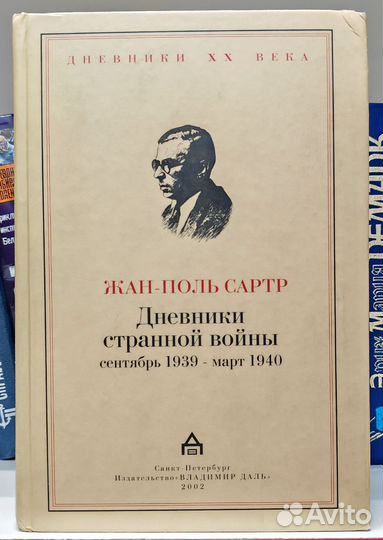 ДНЕВНИКИ XX ВЕКА
ЖАН-ПОЛЬ САРТР
Дневники
странной войны
сентябрь 1939 - март 1940
Санкт-Петербург
Издательство «ВЛАДИМИР ДАЛЬ»
2002
Avito